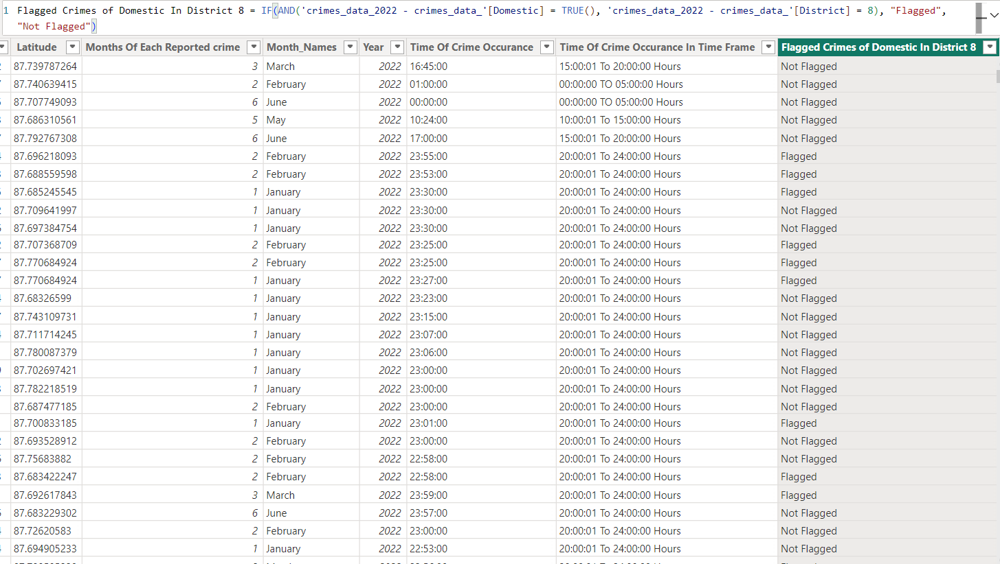 1 Flagged Crimes of Domestic In District 8 = IF(AND('crimes_data_2022 - crimes_data_'[Domestic] = TRUE(), 'crimes_data_2022 - crimes_data_'[District] = 8), "Flagged",
"Not Flagged")
Latitude Months Of Each Reported crime Month_Names Year Time Of Crime Occurance Time Of Crime Occurance In Time Frame Flagged Crimes of Domestic In District 8
87.739787264 3 March 2022 16:45:00 15:00:01 To 20:00:00 Hours Not Flagged
87.740639415 2 February 2022 01:00:00 00:00:00 TO 05:00:00 Hours Not Flagged
87.707749093 6 June 2022 00:00:00 00:00:00 TO 05:00:00 Hours Not Flagged
87.686310561 5 May 2022 10:24:00 10:00:01 To 15:00:00 Hours Not Flagged
87.792767308 6 June 2022 17:00:00 15:00:01 To 20:00:00 Hours Not Flagged
87.696218093 2 February 2022 23:55:00 20:00:01 To 24:00:00 Hours Flagged
87.688559598 2 February 2022 23:53:00 20:00:01 To 24:00:00 Hours Flagged
87.685245545 1 January 2022 23:30:00 20:00:01 To 24:00:00 Hours Flagged
87.709641997 1 January 2022 23:30:00 20:00:01 To 24:00:00 Hours Not Flagged
87.697384754 1 January 2022 23:30:00 20:00:01 To 24:00:00 Hours Not Flagged
87.707368709 2 February 2022 23:25:00 20:00:01 To 24:00:00 Hours Flagged
87.770684924 2 February 2022 23:25:00 20:00:01 To 24:00:00 Hours Flagged
87.770684924 1 January 2022 23:27:00 20:00:01 To 24:00:00 Hours Flagged
87.68326599 1 January 2022 23:23:00 20:00:01 To 24:00:00 Hours Not Flagged
87.743109731 1 January 2022 23:15:00 20:00:01 To 24:00:00 Hours Not Flagged
87.711714245 1 January 2022 23:07:00 20:00:01 To 24:00:00 Hours Not Flagged
87.780087379 1 January 2022 23:06:00 20:00:01 To 24:00:00 Hours Not Flagged
87.702697421 1 January 2022 23:00:00 20:00:01 To 24:00:00 Hours Not Flagged
87.782218519 1 January 2022 23:00:00 20:00:01 To 24:00:00 Hours Not Flagged
87.687477185 2 February 2022 23:00:00 20:00:01 To 24:00:00 Hours Not Flagged
87.700833185 1 January 2022 23:01:00 20:00:01 To 24:00:00 Hours Flagged
87.693528912 2 February 2022 23:00:00 20:00:01 To 24:00:00 Hours Not Flagged
87.75683882 2 February 2022 22:58:00 20:00:01 To 24:00:00 Hours Not Flagged
87.683422247 2 February 2022 22:58:00 20:00:01 To 24:00:00 Hours Flagged
87.692617843 3 March 2022 23:59:00 20:00:01 To 24:00:00 Hours Flagged
87.683229302 6 June 2022 23:57:00 20:00:01 To 24:00:00 Hours Not Flagged
87.72620583 2 February 2022 23:00:00 20:00:01 To 24:00:00 Hours Not Flagged
87.694905233 1 January 2022 22:53:00 20:00:01 To 24:00:00 Hours Not Flagged